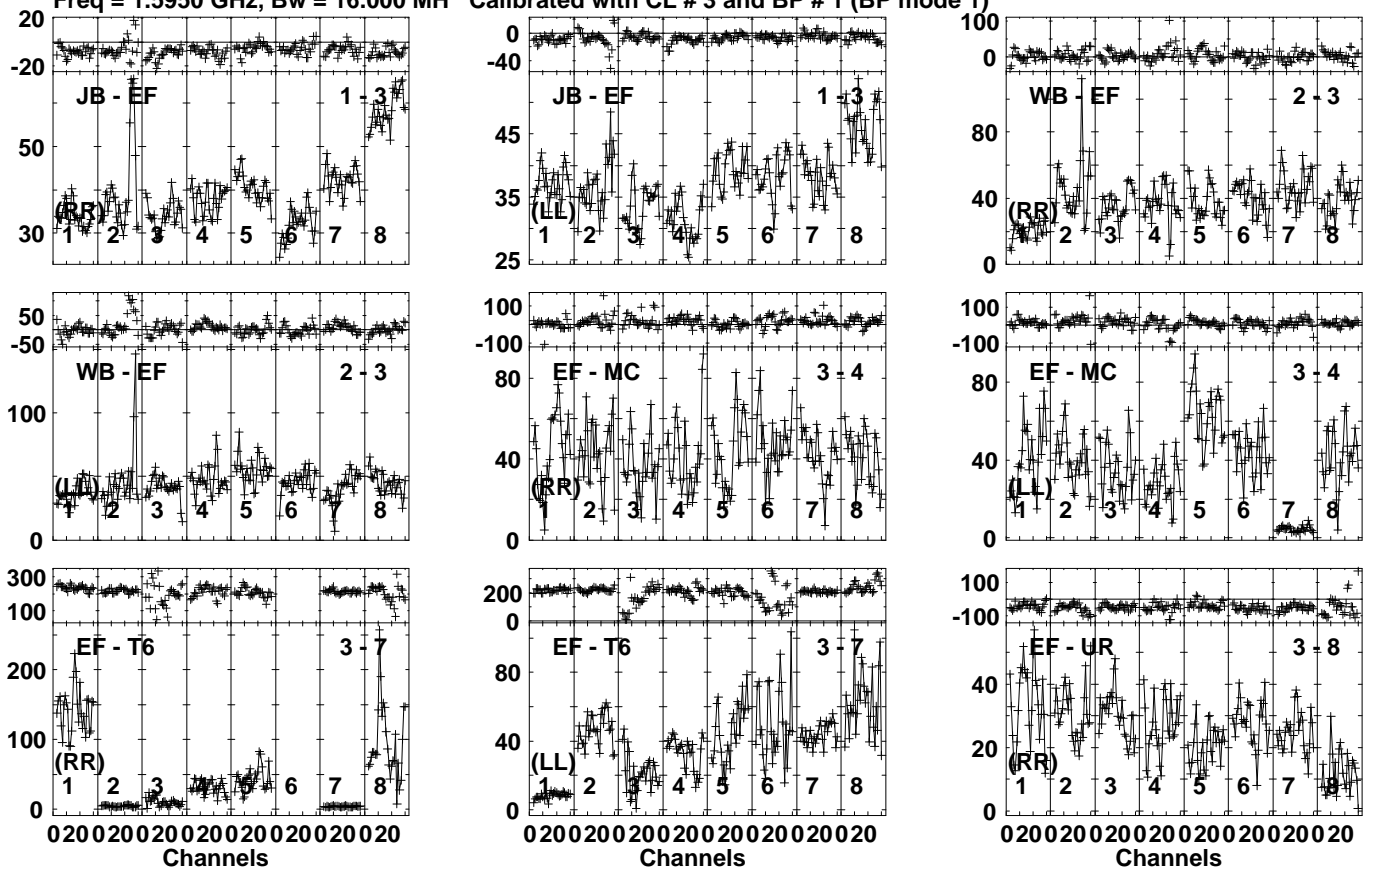 Freq = 1.5950 GHz, Bw = 16.000 MH Calibrated with CL # 3 and BP # 1 (BP mode 1)
20
-20
JB - EF 1 - 3
50
30
(RR)
1 2 3 4 5 6 7 8
0
-40
JB - EF 1 - 3
45
35
25
(LL)
1 2 3 4 5 6 7 8
100
0
WB - EF 2 - 3
80
40
0
(RR)
1 2 3 4 5 6 7 8
50
-50
WB - EF 2 - 3
100
0
(LL)
1 2 3 4 5 6 7 8
100
-100
EF - MC 3 - 4
80
40
0
(RR)
1 2 3 4 5 6 7 8
100
-100
EF - MC 3 - 4
80
40
0
(LL)
1 2 3 4 5 6 7 8
300
100
EF - T6 3 - 7
200
100
0
(RR)
1 2 3 4 5 6 7 8
0 20 0 20 0 20 0 20 0 20 0 20 0 20 0 20
Channels
200
0
EF - T6 3 - 7
80
40
0
(LL)
1 2 3 4 5 6 7 8
0 20 0 20 0 20 0 20 0 20 0 20 0 20 0 20
Channels
100
-100
EF - UR 3 - 8
40
20
0
(RR)
1 2 3 4 5 6 7 8
0 20 0 20 0 20 0 20 0 20 0 20 0 20 0 20
Channels